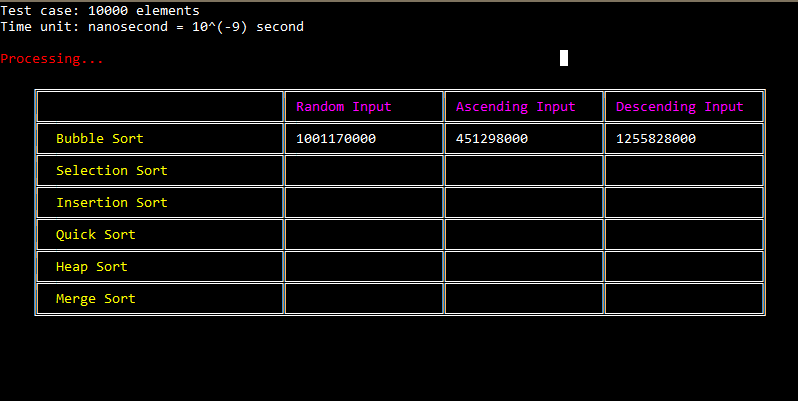 Test case: 10000 elements
Time unit: nanosecond = 10^(-9) second
Processing...
Random Input Ascending Input Descending Input
Bubble Sort 1001170000 451298000 1255828000
Selection Sort
Insertion Sort
Quick Sort
Heap Sort
Merge Sort